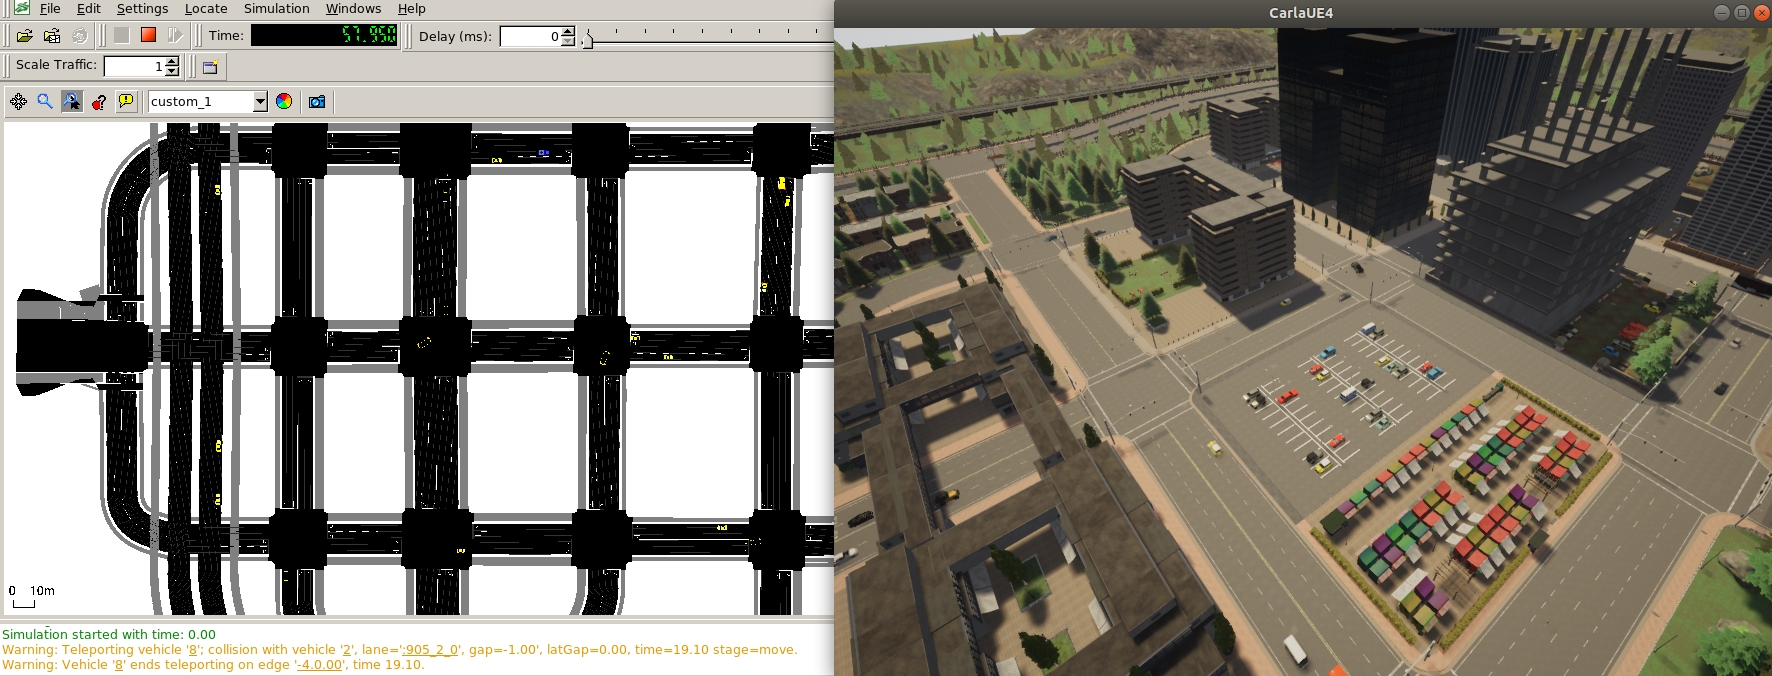 File Edit Settings Locate Simulation Windows Help
CarlaUE4
Time: 57.950 Delay (ms): 0
Scale Traffic: 1
custom_1
0 10m
Simulation started with time: 0.00
Warning: Teleporting vehicle '8'; collision with vehicle '2', lane=':905_2_0', gap=-1.00', latGap=0.00, time=19.10 stage=move.
Warning: Vehicle '8' ends teleporting on edge '-4.0.00', time 19.10.